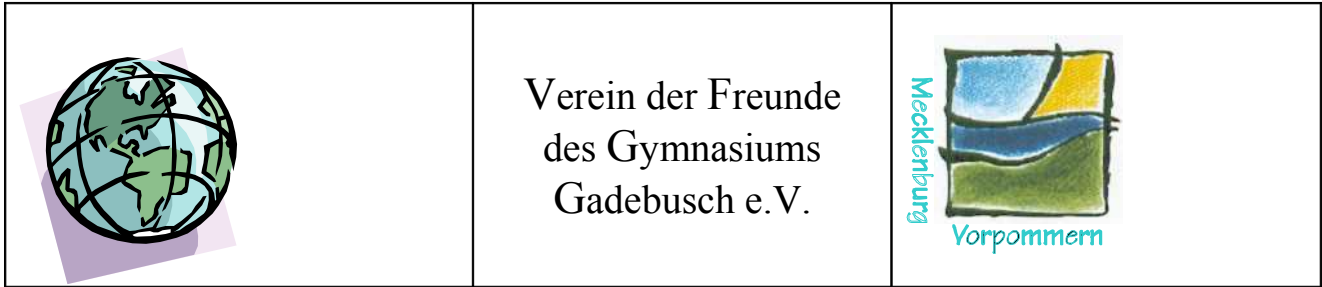 Verein der Freunde
des Gymnasiums
Gadebusch e.V.
Mecklenburg
Vorpommern